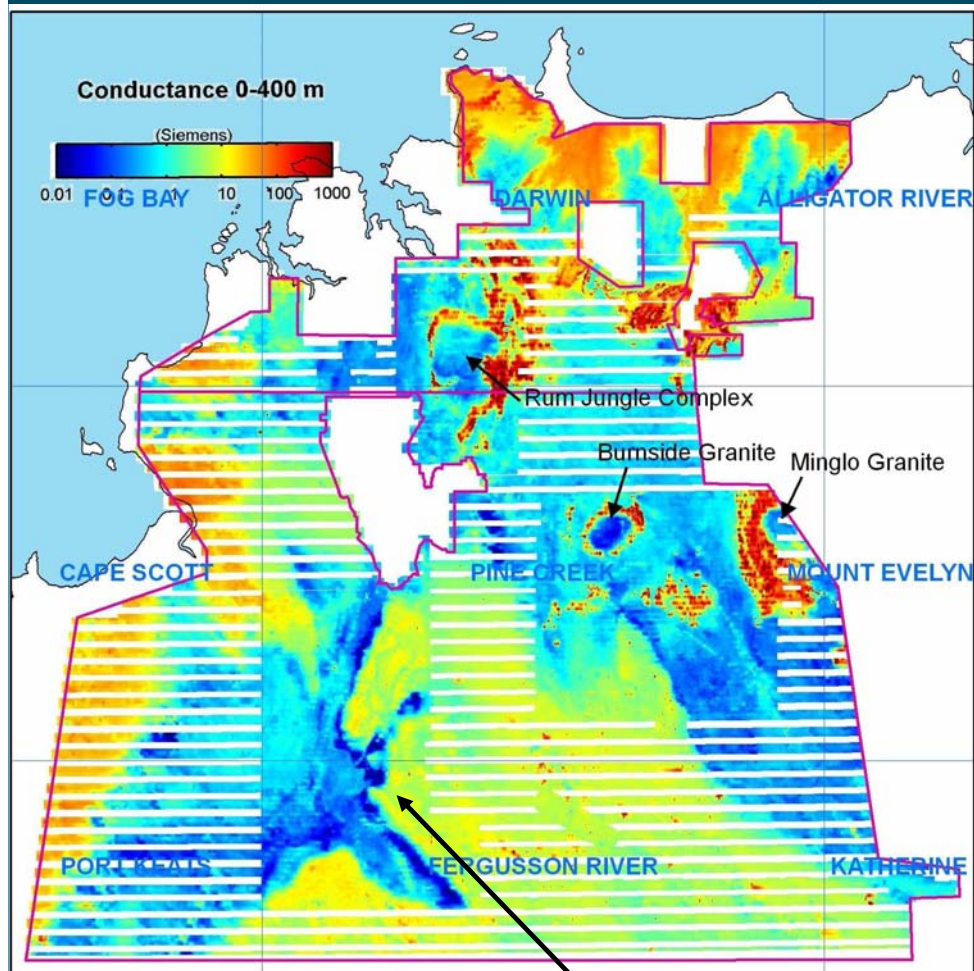 Conductance 0-400 m
(Siemens)
0.01 0.1 1 10 100 1000
FOG BAY DARWIN ALLIGATOR RIVER
Rum Jungle Complex
Burnside Granite Minglo Granite
CAPE SCOTT PINE CREEK MOUNT EVELYN
PORT KEATS FERGUSSON RIVER KATHERINE